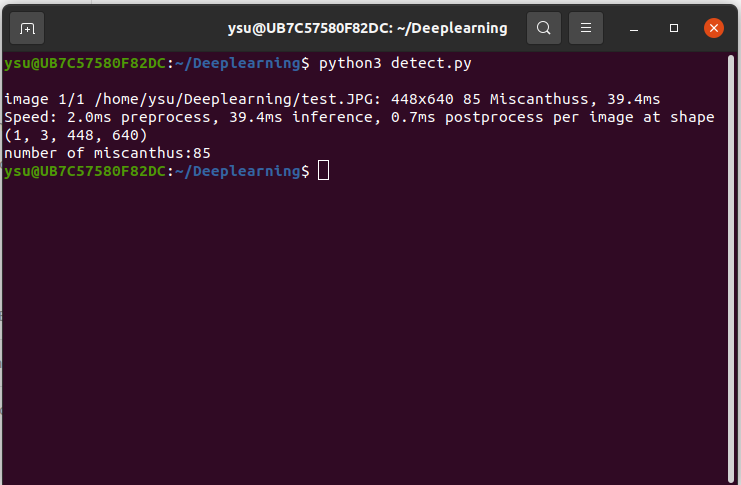 ysu@UB7C57580F82DC: ~/Deeplearning
ysu@UB7C57580F82DC:~/Deeplearning$ python3 detect.py
image 1/1 /home/ysu/Deeplearning/test.JPG: 448x640 85 Miscanthuss, 39.4ms
Speed: 2.0ms preprocess, 39.4ms inference, 0.7ms postprocess per image at shape
(1, 3, 448, 640)
number of miscanthus:85
ysu@UB7C57580F82DC:~/Deeplearning$